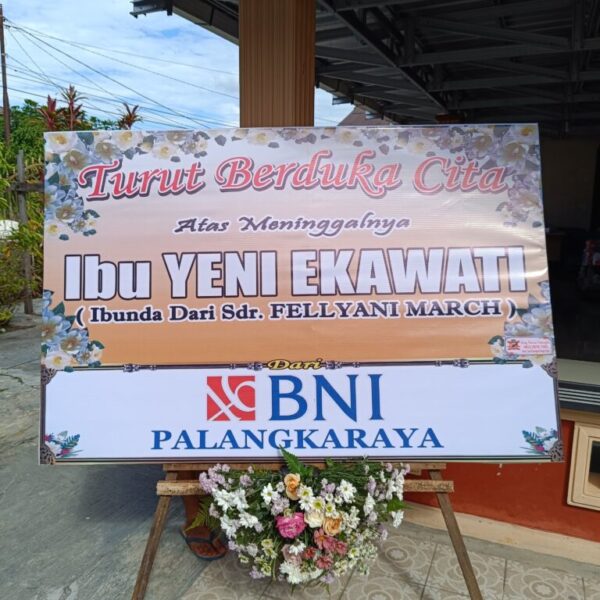 Turut Berduka Cita
Atas Meninggalnya
Ibu YENI EKAWATI
( Ibunda Dari Sdr. FELLYANI MARCH )
Dari
BNI
PALANGKARAYA